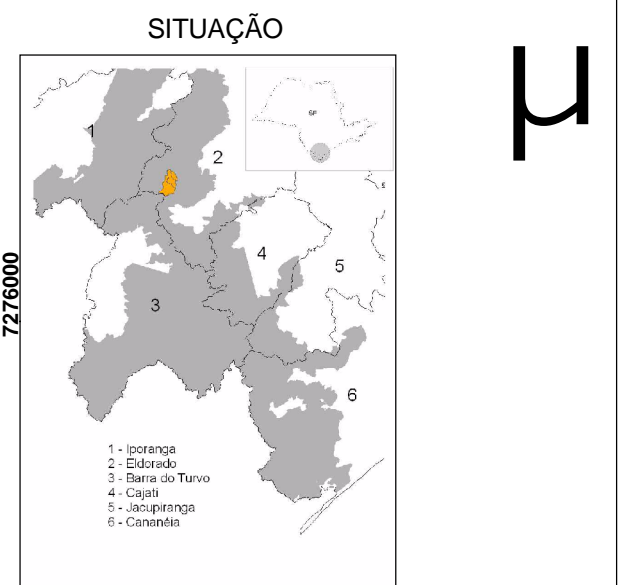 SITUAÇÃO
µ
SP
1
2
4
5
3
7276000
6
1 - Iporanga
2 - Eldorado
3 - Barra do Turvo
4 - Cajati
5 - Jacupiranga
6 - Cananéia